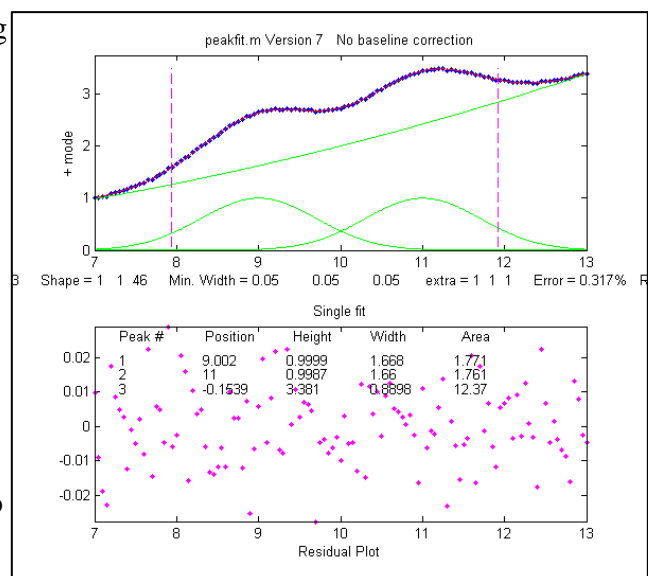 g
peakfit.m Version 7 No baseline correction
3
2
1
0
+ mode
7 8 9 10 11 12 13
3 Shape = 1 1 46 Min. Width = 0.05 0.05 0.05 extra = 1 1 1 Error = 0.317% R
Single fit
Peak # Position Height Width Area
1 9.002 0.9999 1.668 1.771
2 11 0.9987 1.66 1.761
3 -0.1539 3.381 0.8898 12.37
0.02
0.01
0
-0.01
-0.02
7 8 9 10 11 12 13
Residual Plot